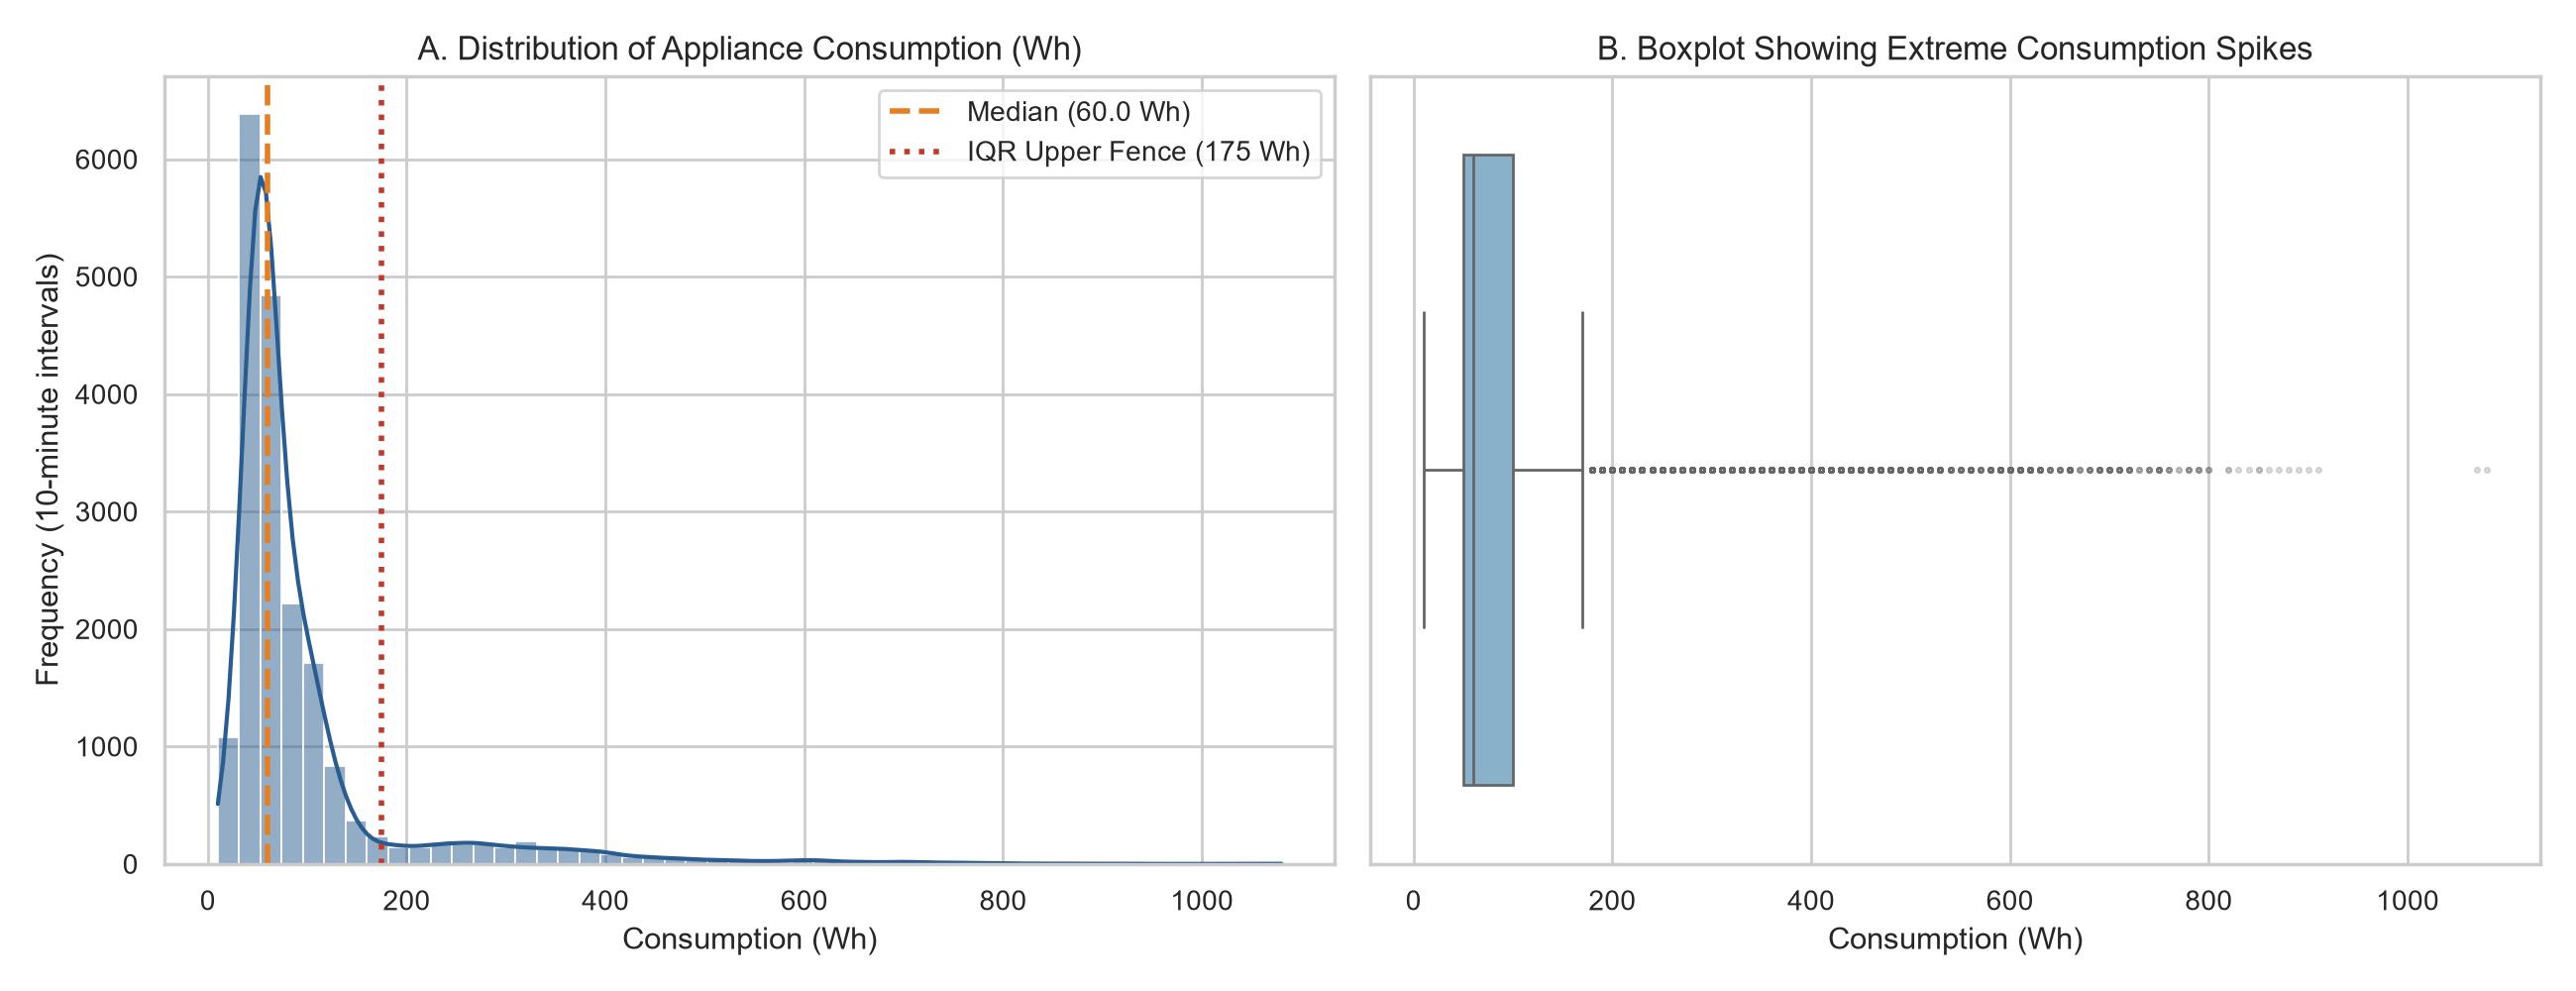 A. Distribution of Appliance Consumption (Wh)
Median (60.0 Wh)
IQR Upper Fence (175 Wh)
Frequency (10-minute intervals)
6000
5000
4000
3000
2000
1000
0
0 200 400 600 800 1000
Consumption (Wh)
B. Boxplot Showing Extreme Consumption Spikes
0 200 400 600 800 1000
Consumption (Wh)